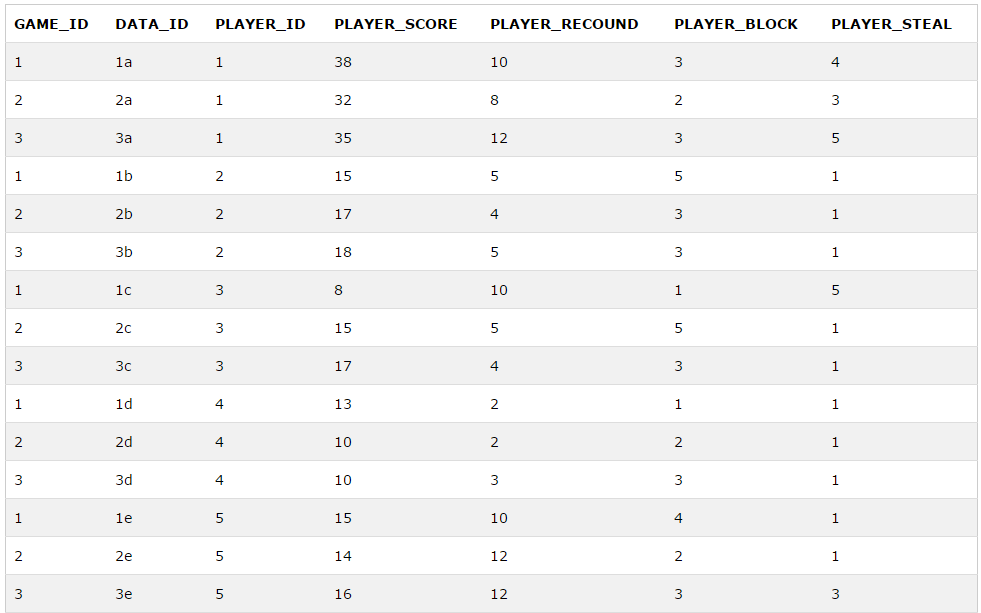 GAME_ID DATA_ID PLAYER_ID PLAYER_SCORE PLAYER_RECOUND PLAYER_BLOCK PLAYER_STEAL
1 1a 1 38 10 3 4
2 2a 1 32 8 2 3
3 3a 1 35 12 3 5
1 1b 2 15 5 5 1
2 2b 2 17 4 3 1
3 3b 2 18 5 3 1
1 1c 3 8 10 1 5
2 2c 3 15 5 5 1
3 3c 3 17 4 3 1
1 1d 4 13 2 1 1
2 2d 4 10 2 2 1
3 3d 4 10 3 3 1
1 1e 5 15 10 4 1
2 2e 5 14 12 2 1
3 3e 5 16 12 3 3